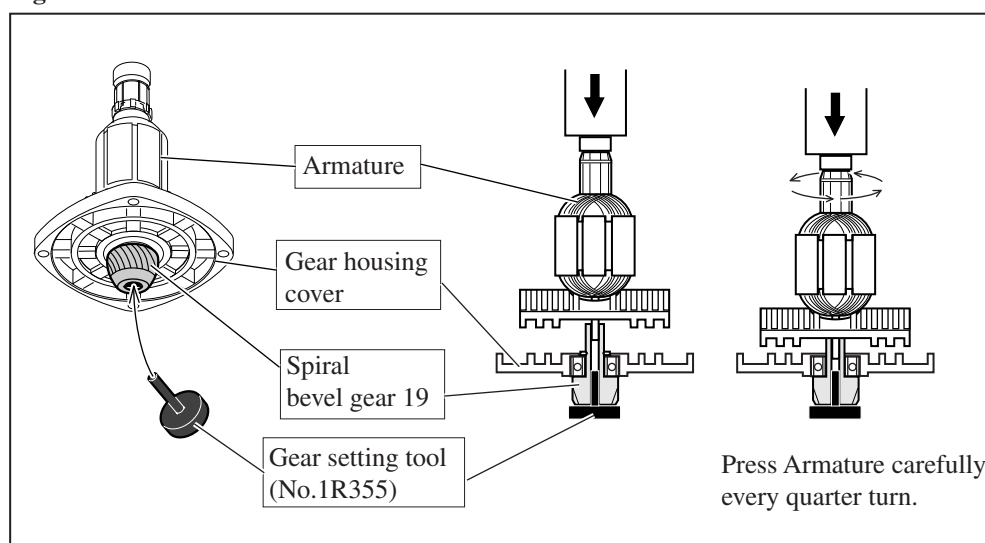 Armature
Gear housing
cover
Spiral
bevel gear 19
Gear setting tool
(No.1R355)
Press Armature carefully
every quarter turn.